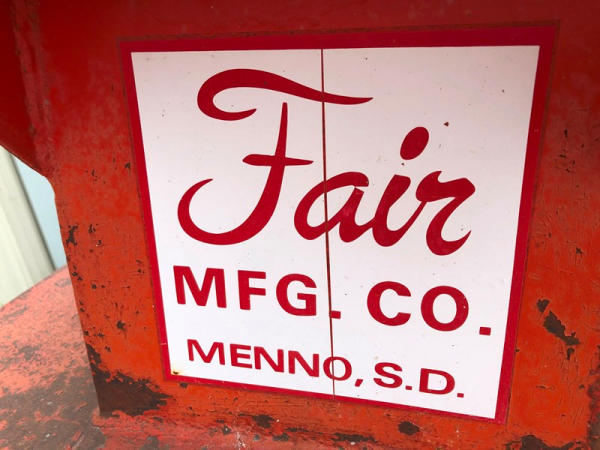 Fair
MFG. CO.
MENNO, S.D.